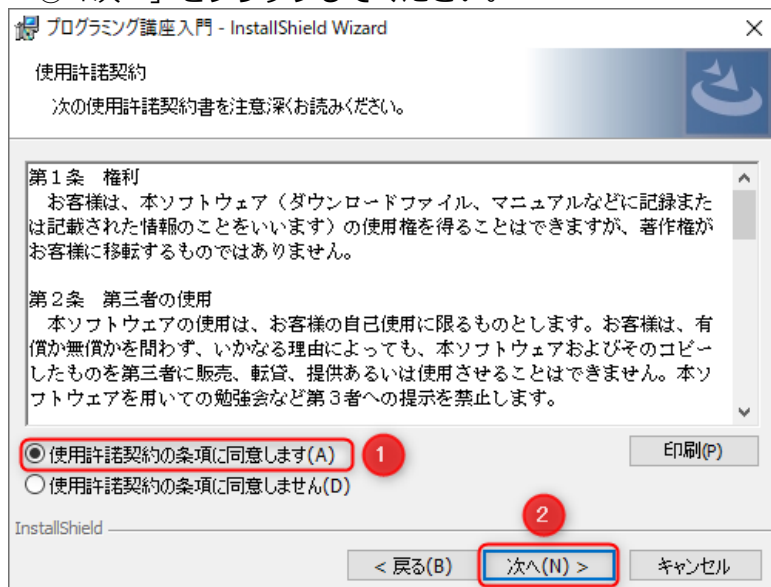 プログラミング講座入門 - InstallShield Wizard
使用許諾契約
次の使用許諾契約書を注意深くお読みください。
第1条　権利
　お客様は、本ソフトウェア（ダウンロードファイル、マニュアルなどに記録また
は記載された情報のことをいいます）の使用権を得ることはできますが、著作権が
お客様に移転するものではありません。
第２条　第三者の使用
　本ソフトウェアの使用は、お客様の自己使用に限るものとします。お客様は、有
償か無償かを問わず、いかなる理由によっても、本ソフトウェアおよびそのコピー
したものを第三者に販売、転貸、提供あるいは使用させることはできません。本ソ
フトウェアを用いての勉強会など第３者への提示を禁止します。
使用許諾契約の条項に同意します(A)
1
印刷(P)
使用許諾契約の条項に同意しません(D)
2
InstallShield
< 戻る(B)
次へ(N) >
キャンセル